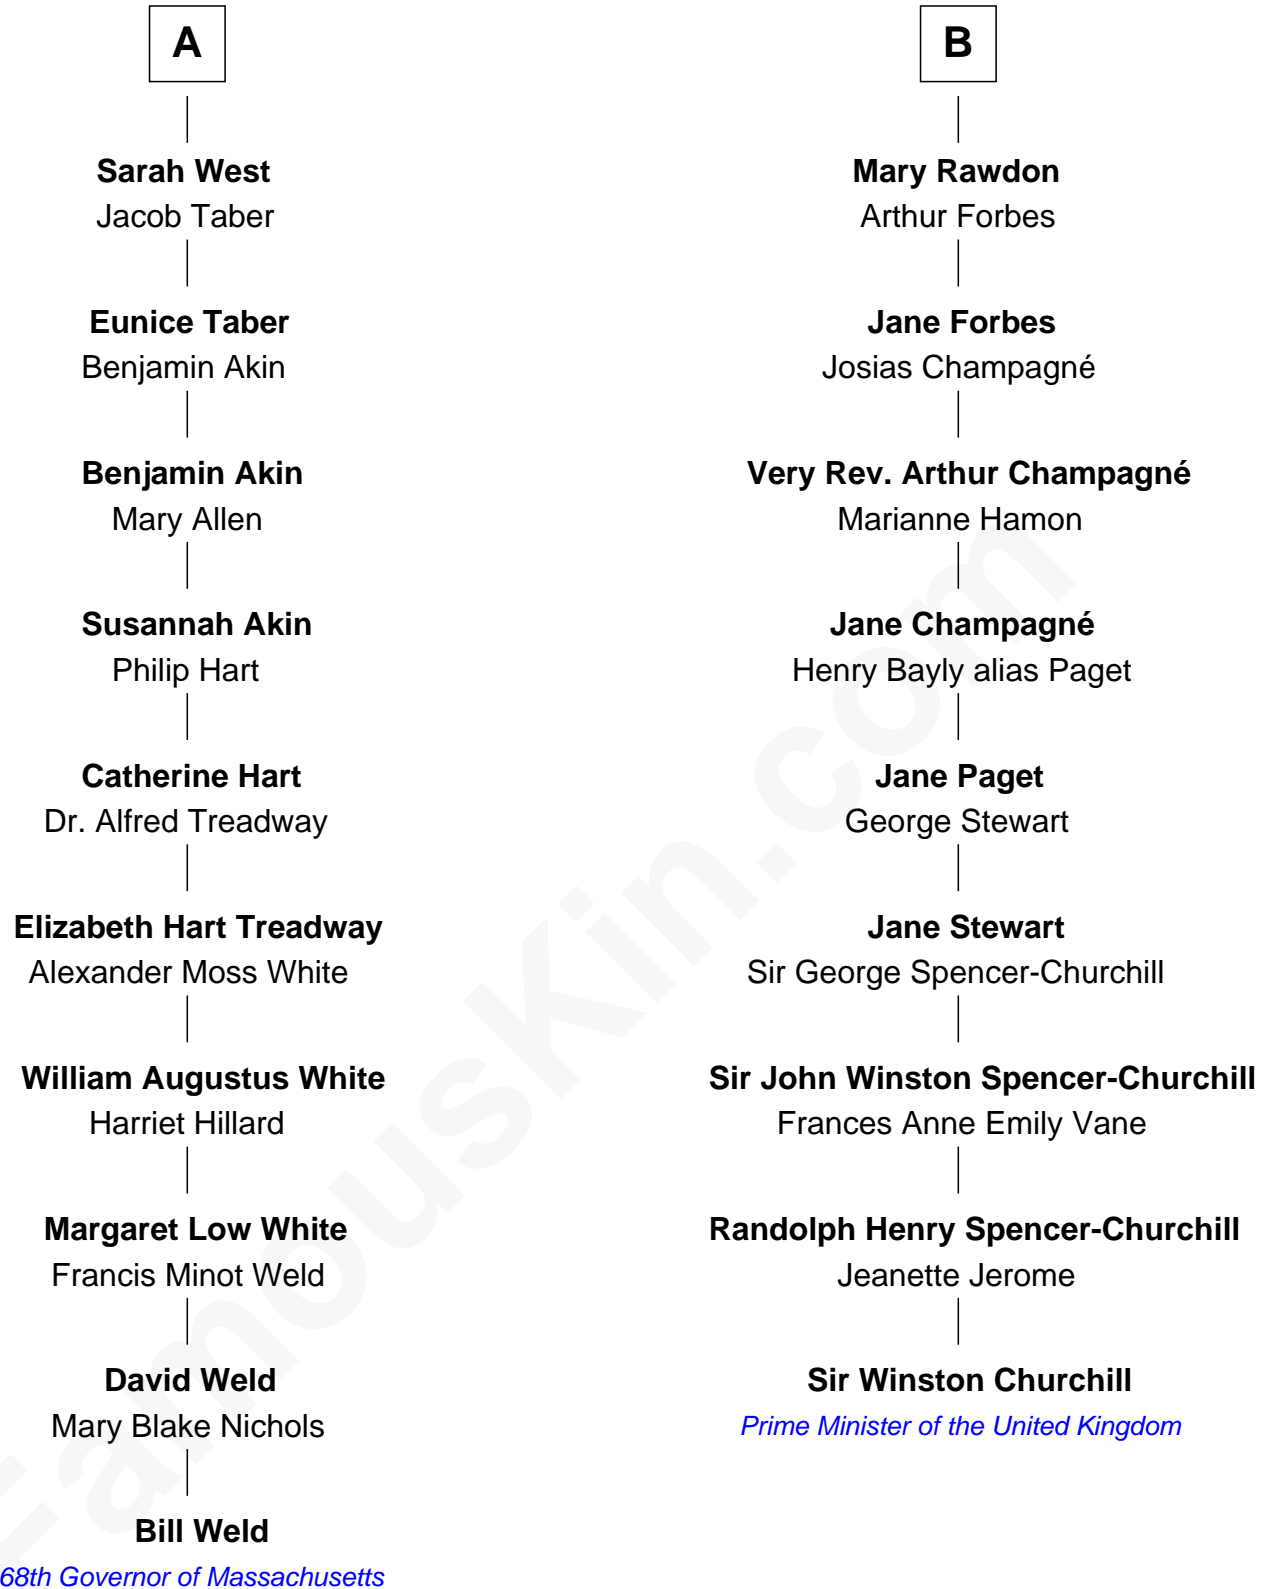 A
Sarah West
Jacob Taber
Eunice Taber
Benjamin Akin
Benjamin Akin
Mary Allen
Susannah Akin
Philip Hart
Catherine Hart
Dr. Alfred Treadway
Elizabeth Hart Treadway
Alexander Moss White
William Augustus White
Harriet Hillard
Margaret Low White
Francis Minot Weld
David Weld
Mary Blake Nichols
Bill Weld
68th Governor of Massachusetts
B
Mary Rawdon
Arthur Forbes
Jane Forbes
Josias Champagné
Very Rev. Arthur Champagné
Marianne Hamon
Jane Champagné
Henry Bayly alias Paget
Jane Paget
George Stewart
Jane Stewart
Sir George Spencer-Churchill
Sir John Winston Spencer-Churchill
Frances Anne Emily Vane
Randolph Henry Spencer-Churchill
Jeanette Jerome
Sir Winston Churchill
Prime Minister of the United Kingdom
FamousKin.com